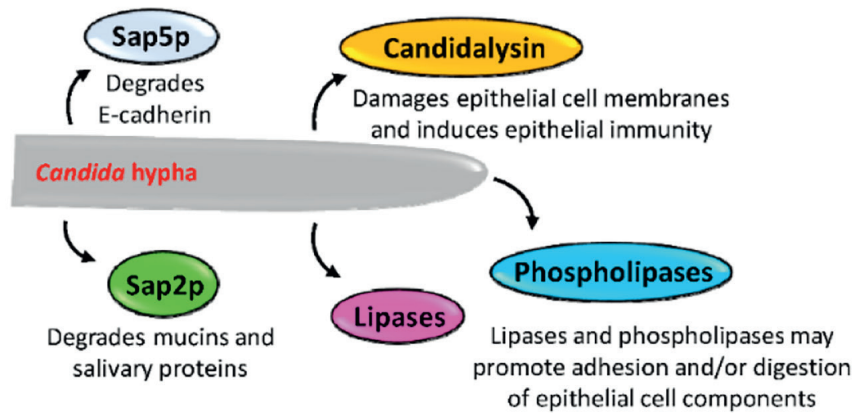 Sap5p
Degrades
E-cadherin
Candidalysin
Damages epithelial cell membranes
and induces epithelial immunity
Candida hypha
Sap2p
Degrades mucins and
salivary proteins
Lipases
Phospholipases
Lipases and phospholipases may
promote adhesion and/or digestion
of epithelial cell components